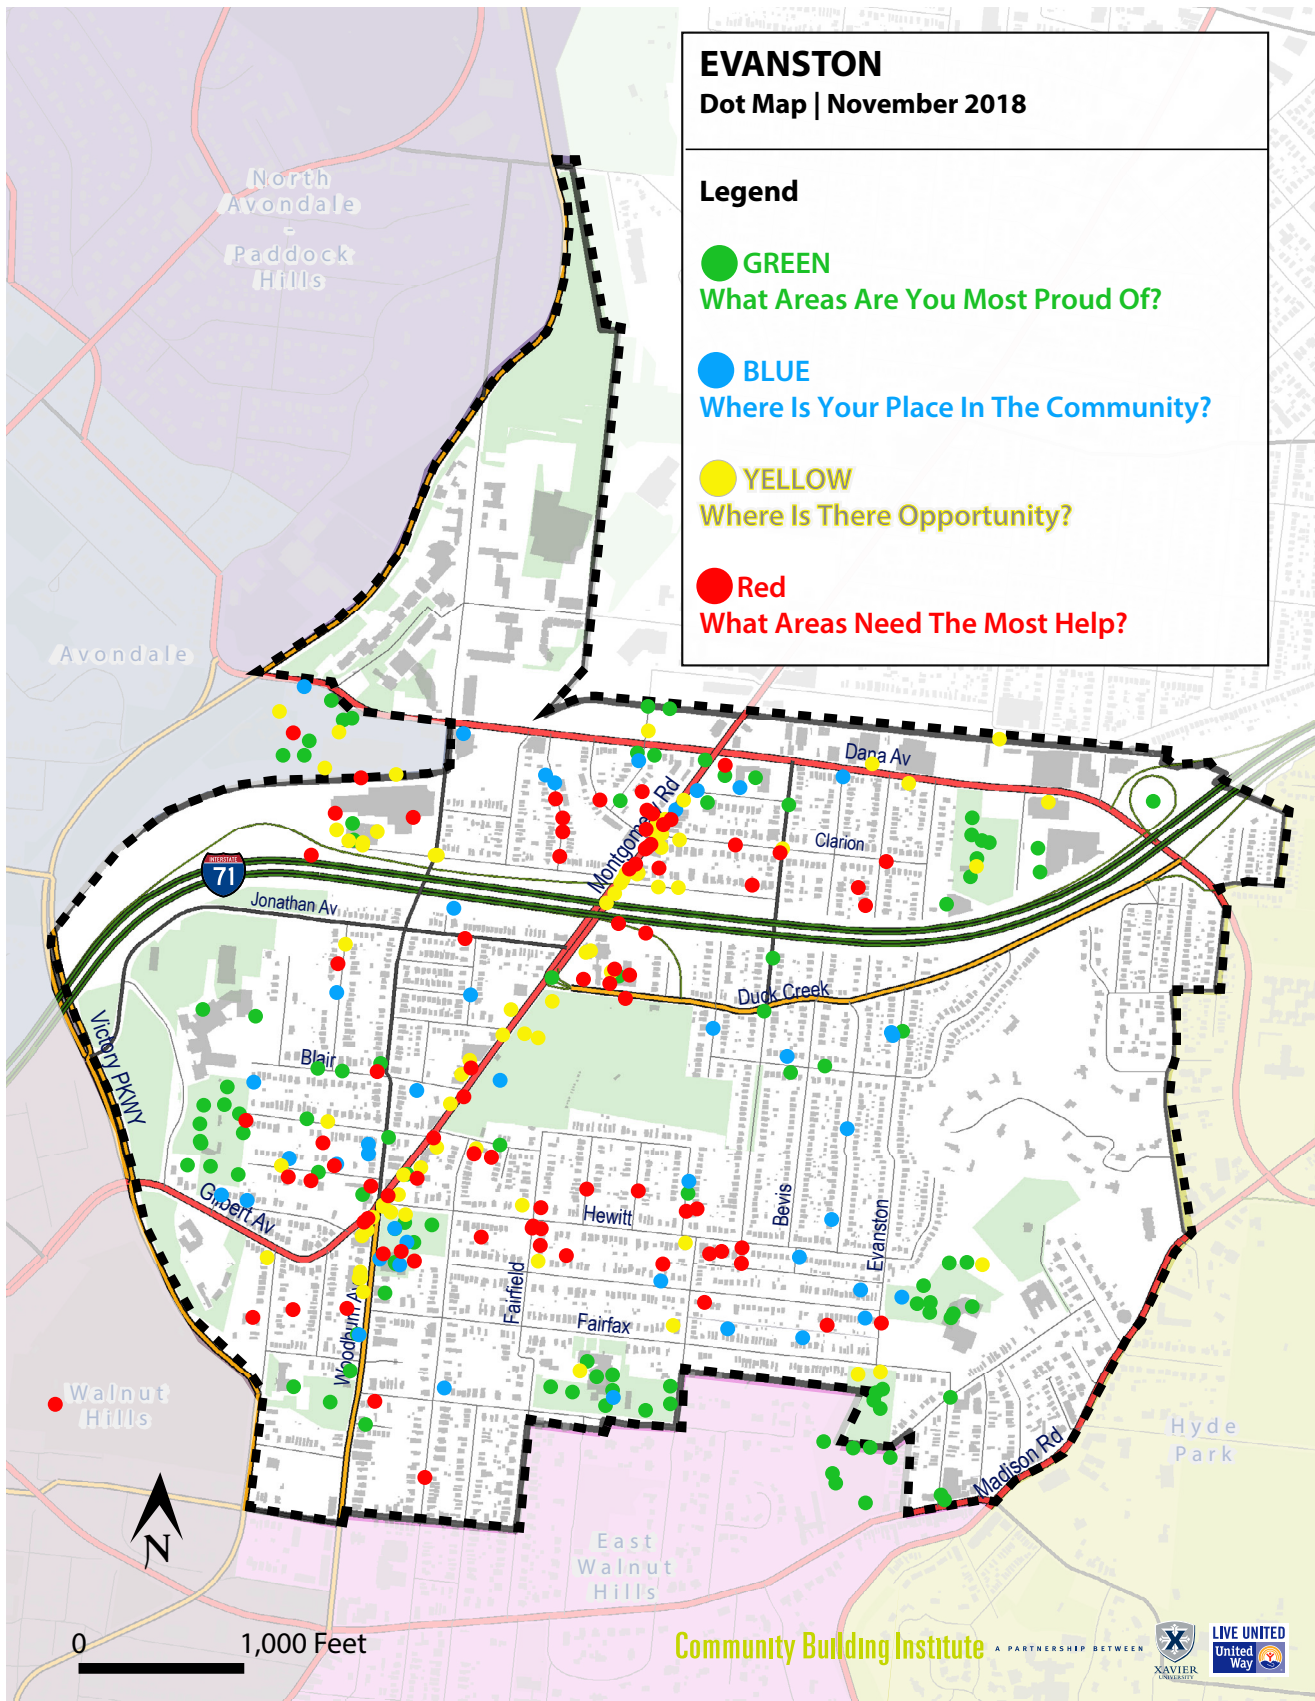 EVANSTON
Dot Map | November 2018
Legend
GREEN
What Areas Are You Most Proud Of?
BLUE
Where Is Your Place In The Community?
YELLOW
Where Is There Opportunity?
Red
What Areas Need The Most Help?
North
Avondale
-
Paddock
Hills
Avondale
Dana Av
Montgomery Rd
Clarion
INTERSTATE
71
Jonathan Av
Duck Creek
Victory PKWY
Blair
Gilbert Av
Hewitt
Bevis
Evanston
Fairfield
Fairfax
Woodburn Av
Walnut
Hills
Hyde
Park
Madison Rd
N
East
Walnut
Hills
0 1,000 Feet
Community Building Institute
A PARTNERSHIP BETWEEN
X
XAVIER
UNIVERSITY
LIVE UNITED
United
Way